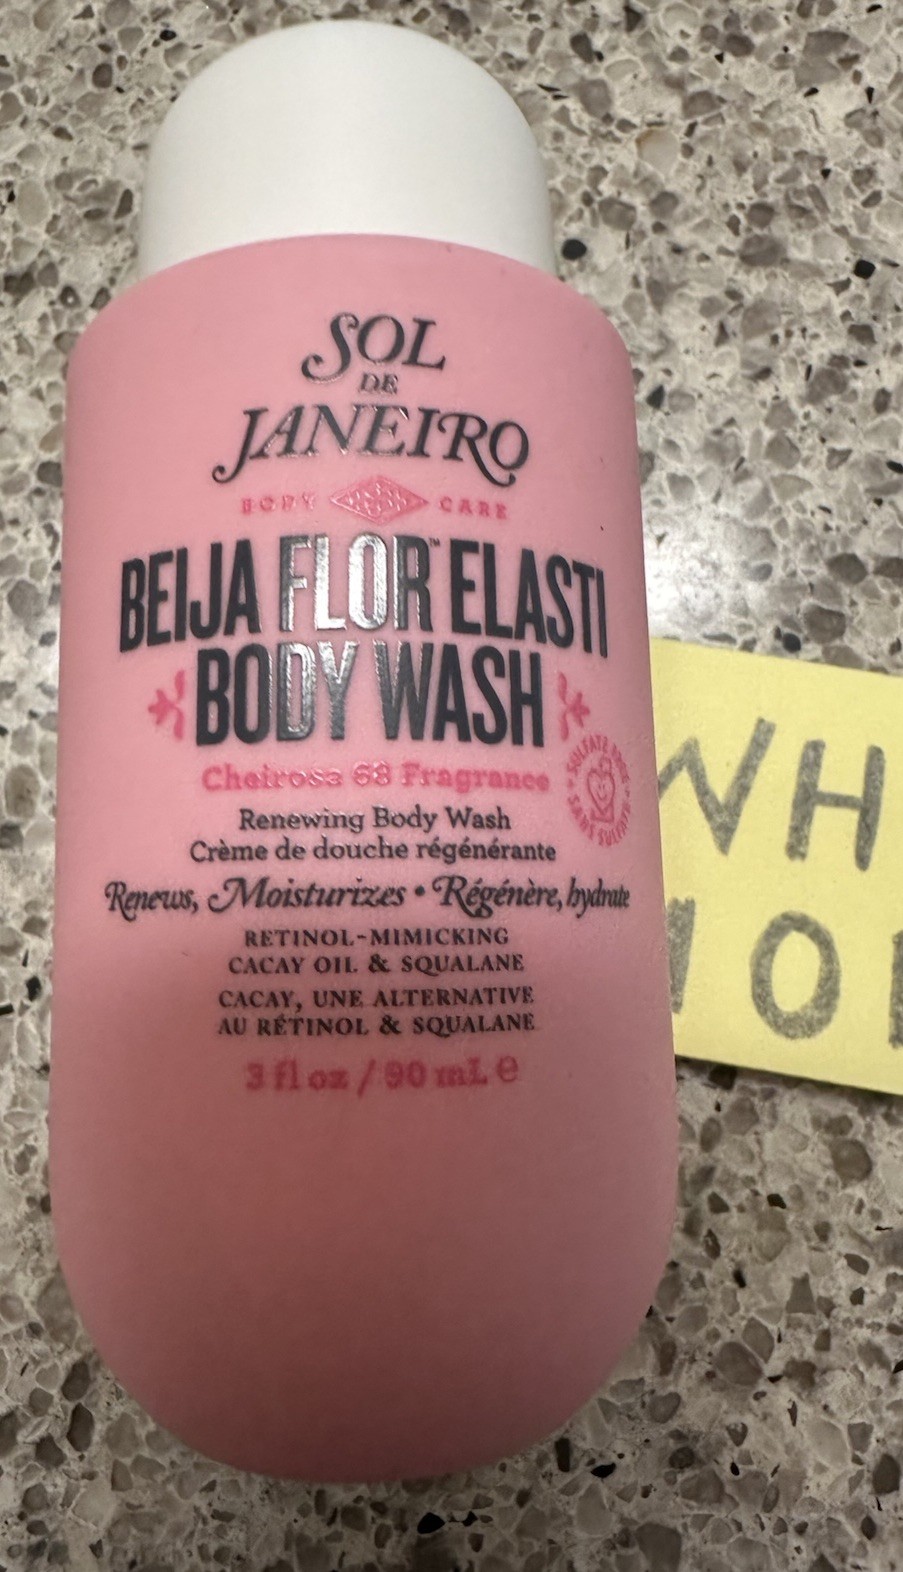 SOL
DE
JANEIRO
BODY CARE
BEIJA FLOR™ ELASTI
BODY WASH
Cheirosa 68 Fragrance
SULFATE FREE
SANS SULFATE
Renewing Body Wash
Crème de douche régénérante
Renews, Moisturizes • Régénère, hydrate
RETINOL-MIMICKING
CACAY OIL & SQUALANE
CACAY, UNE ALTERNATIVE
AU RÉTINOL & SQUALANE
3 fl oz / 90 mL e
WH